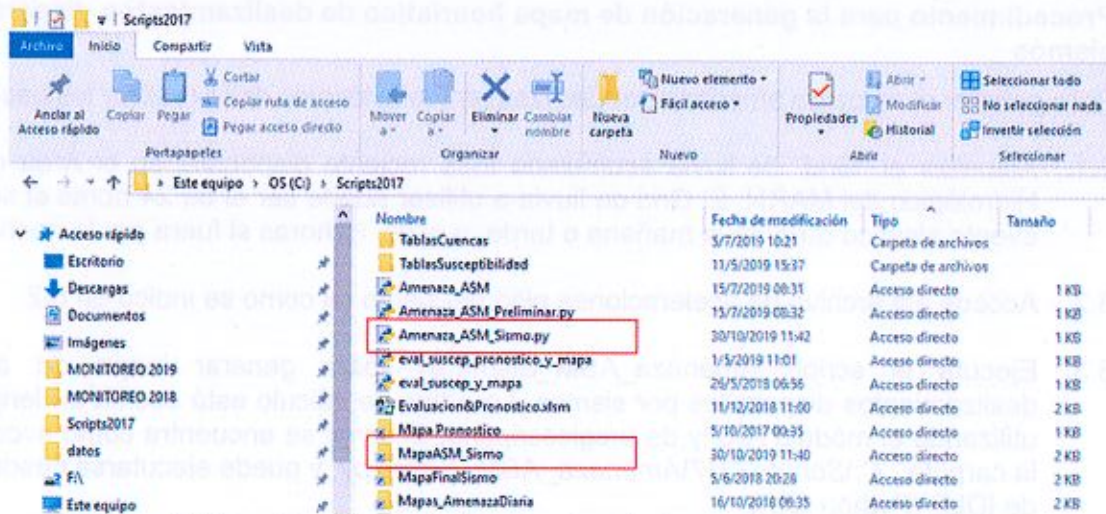 Scripts2017
Archivo Inicio Compartir Vista
Anclar al Acceso rápido
Copiar
Pegar
Cortar
Copiar ruta de acceso
Pegar acceso directo
Portapapeles
Mover a
Copiar a
Eliminar
Cambiar nombre
Organizar
Nueva carpeta
Nuevo elemento
Fácil acceso
Nuevo
Propiedades
Abrir
Modificar
Historial
Abrir
Seleccionar todo
No seleccionar nada
Invertir selección
Seleccionar
Este equipo > OS (C:) > Scripts2017
Acceso rápido
Escritorio
Descargas
Documentos
Imágenes
MONITOREO 2019
MONITOREO 2018
Scripts2017
datos
F:\
Este equipo
Nombre Fecha de modificación Tipo Tamaño
TablasCuencas 5/7/2019 10:21 Carpeta de archivos
TablasSusceptibilidad 11/5/2019 15:37 Carpeta de archivos
Amenaza_ASM 15/7/2019 08:31 Acceso directo 1 KB
Amenaza_ASM_Preliminar.py 15/7/2019 08:32 Acceso directo 1 KB
Amenaza_ASM_Sismo.py 30/10/2019 11:42 Acceso directo 1 KB
eval_suscep_pronostico_y_mapa 1/5/2019 11:01 Acceso directo 1 KB
eval_suscep_y_mapa 26/5/2018 06:56 Acceso directo 1 KB
Evaluacion&Pronostico.xlsm 11/12/2018 11:00 Acceso directo 2 KB
Mapa Pronostico 5/10/2017 00:35 Acceso directo 1 KB
MapaASM_Sismo 30/10/2019 11:40 Acceso directo 2 KB
MapaFinalSismo 5/6/2018 20:28 Acceso directo 2 KB
Mapas_AmenazaDiaria 16/10/2018 06:35 Acceso directo 2 KB